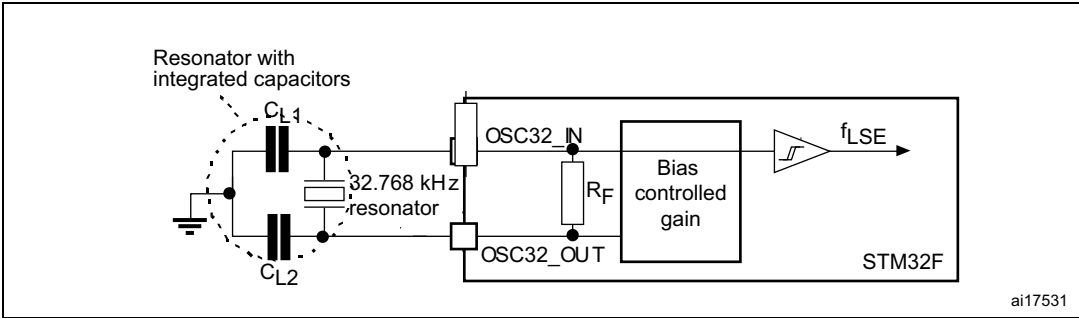 Resonator with
integrated capacitors
CL1
OSC32_IN
fLSE
32.768 kHz
resonator
RF
Bias
controlled
gain
OSC32_OUT
STM32F
CL2
ai17531